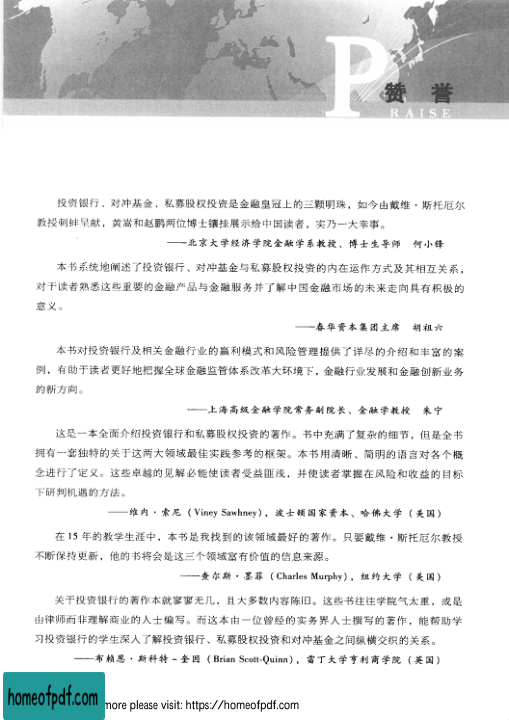 赞 誉
PRAISE
投资银行、对冲基金、私募股权投资是金融皇冠上的三颗明珠，如今由戴维·斯托厄尔
教授剖蚌呈献，黄嵩和赵鹏两位博士镶挂展示给中国读者，实乃一大幸事。
——北京大学经济学院金融学系教授、博士生导师 何小锋
本书系统地阐述了投资银行、对冲基金与私募股权投资的内在运作方式及其相互关系，
对于读者熟悉这些重要的金融产品与金融服务并了解中国金融市场的未来走向具有积极的
意义。
——春华资本集团主席 胡祖六
本书对投资银行及相关金融行业的赢利模式和风险管理提供了详尽的介绍和丰富的案
例，有助于读者更好地把握全球金融监管体系改革大环境下，金融行业发展和金融创新业务
的新方向。
——上海高级金融学院常务副院长、金融学教授 朱宁
这是一本全面介绍投资银行和私募股权投资的著作。书中充满了复杂的细节，但是全书
拥有一套独特的关于这两大领域最佳实践参考的框架。本书用清晰、简明的语言对各个概
念进行了定义。这些卓越的见解必能使读者受益匪浅，并使读者掌握在风险和收益的目标
下研判机遇的方法。
——维内·索尼（Viney Sawhney），波士顿国家资本、哈佛大学（美国）
在 15 年的教学生涯中，本书是我找到的该领域最好的著作。只要戴维·斯托厄尔教授
不断保持更新，他的书将会是这三个领域富有价值的信息来源。
——查尔斯·墨菲（Charles Murphy），纽约大学（美国）
关于投资银行的著作本就寥寥无几，且大多数内容陈旧。这些书往往学院气太重，或是
由律师而非理解商业的人士编写。而这本由一位曾经的实务界人士撰写的著作，能帮助学
习投资银行的学生深入了解投资银行、私募股权投资和对冲基金之间纵横交织的关系。
——布赖恩·斯科特–奎因（Brian Scott-Quinn），雷丁大学亨利商学院（英国）
homeofpdf.com
more please visit: https://homeofpdf.com